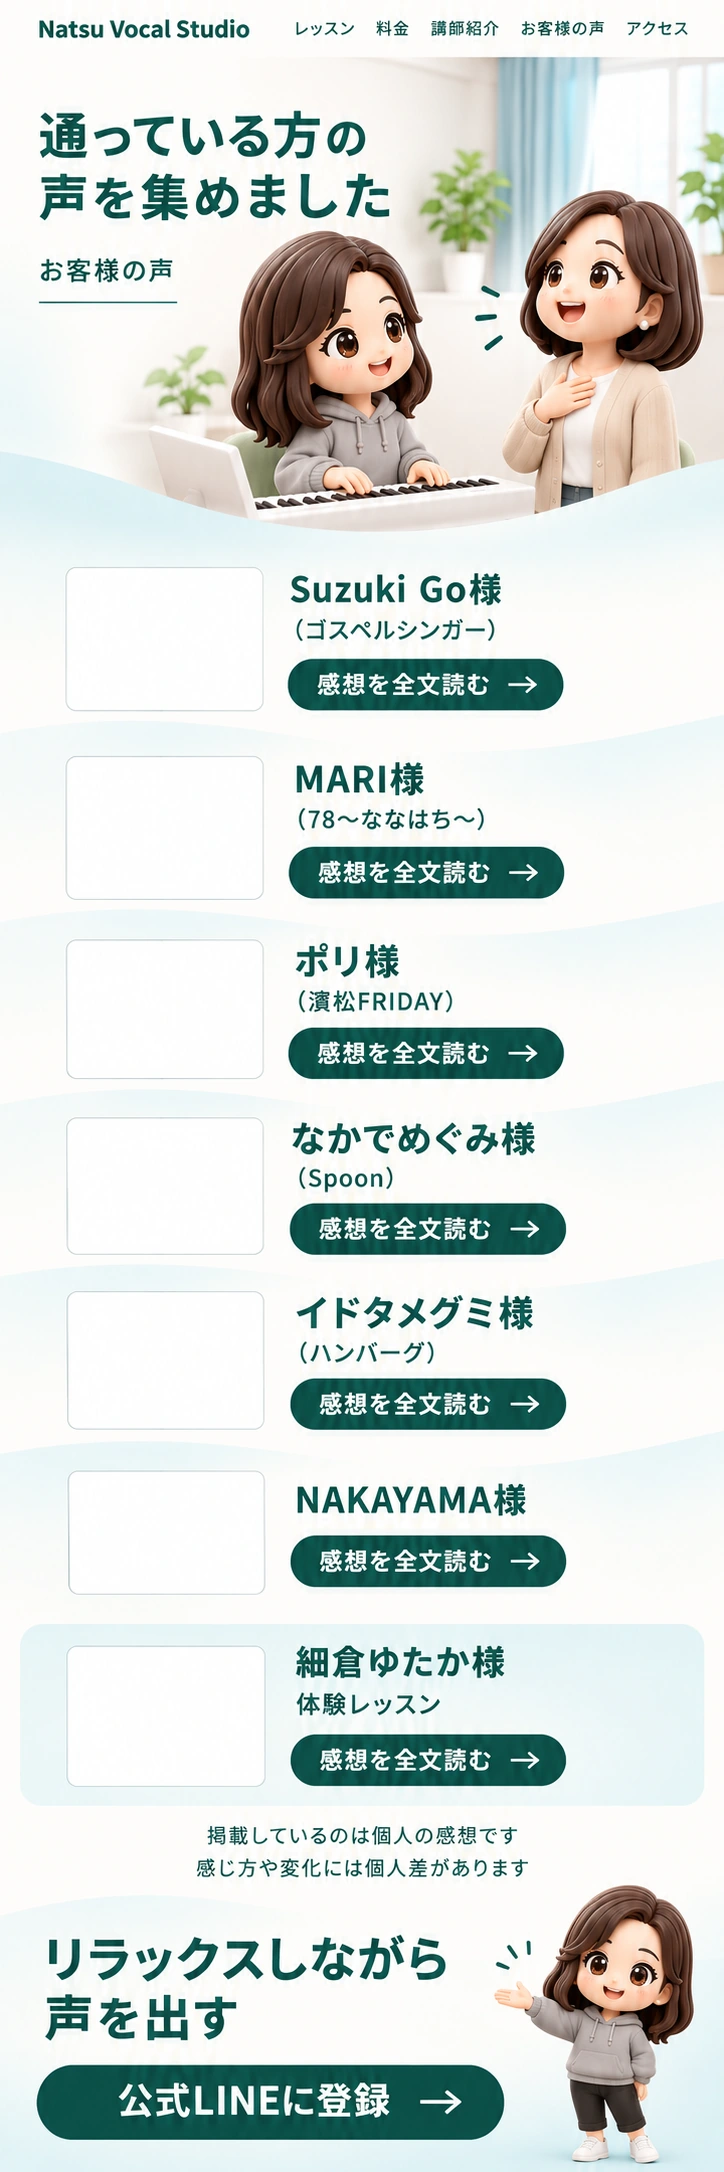 Natsu Vocal Studio レッスン 料金 講師紹介 お客様の声 アクセス
通っている方の
声を集めました
お客様の声
Suzuki Go様
（ゴスペルシンガー）
感想を全文読む →
MARI様
（78〜ななはち〜）
感想を全文読む →
ポリ様
（濱松FRIDAY）
感想を全文読む →
なかでめぐみ様
（Spoon）
感想を全文読む →
イドタメグミ様
（ハンバーグ）
感想を全文読む →
NAKAYAMA様
感想を全文読む →
細倉ゆたか様
体験レッスン
感想を全文読む →
掲載しているのは個人の感想です
感じ方や変化には個人差があります
リラックスしながら
声を出す
公式LINEに登録 →